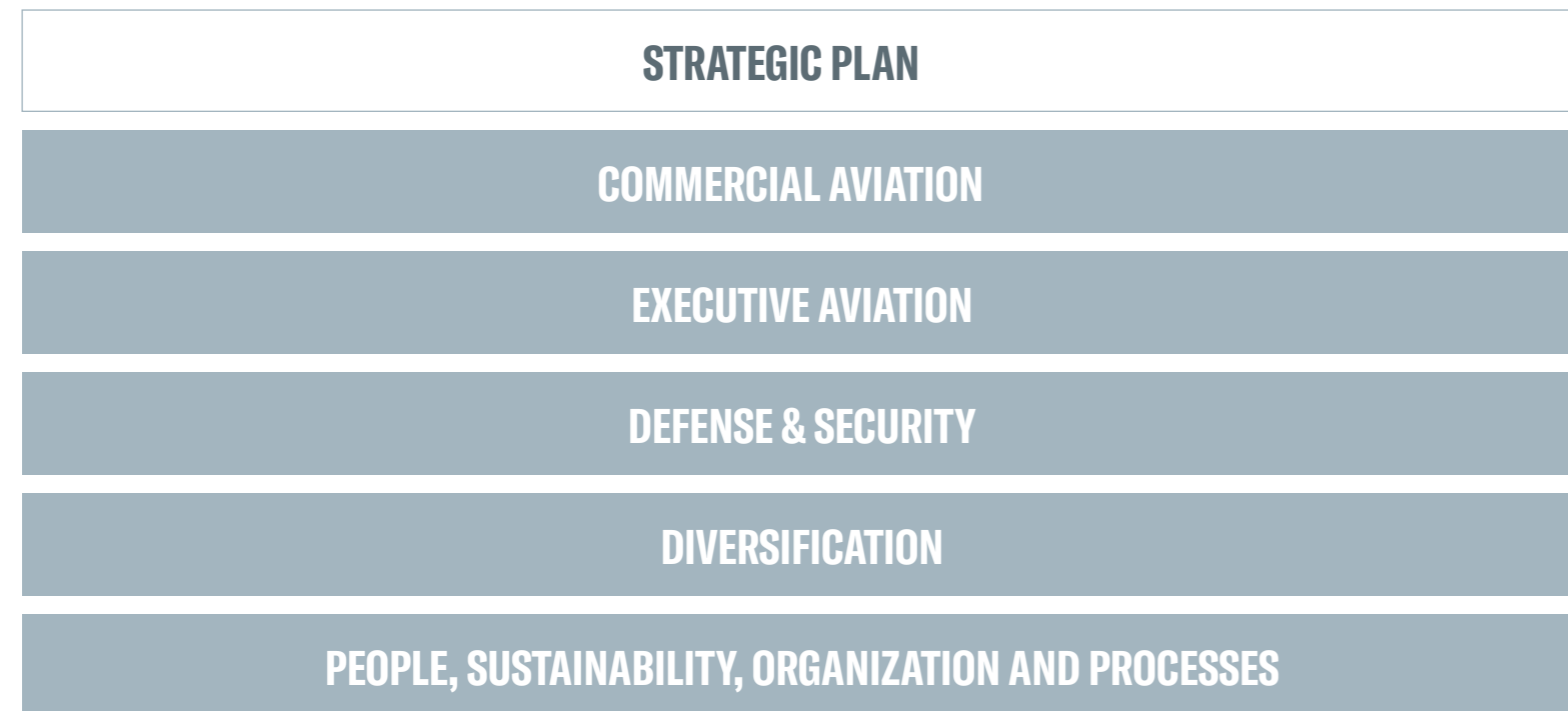 STRATEGIC PLAN
COMMERCIAL AVIATION
EXECUTIVE AVIATION
DEFENSE & SECURITY
DIVERSIFICATION
PEOPLE, SUSTAINABILITY, ORGANIZATION AND PROCESSES